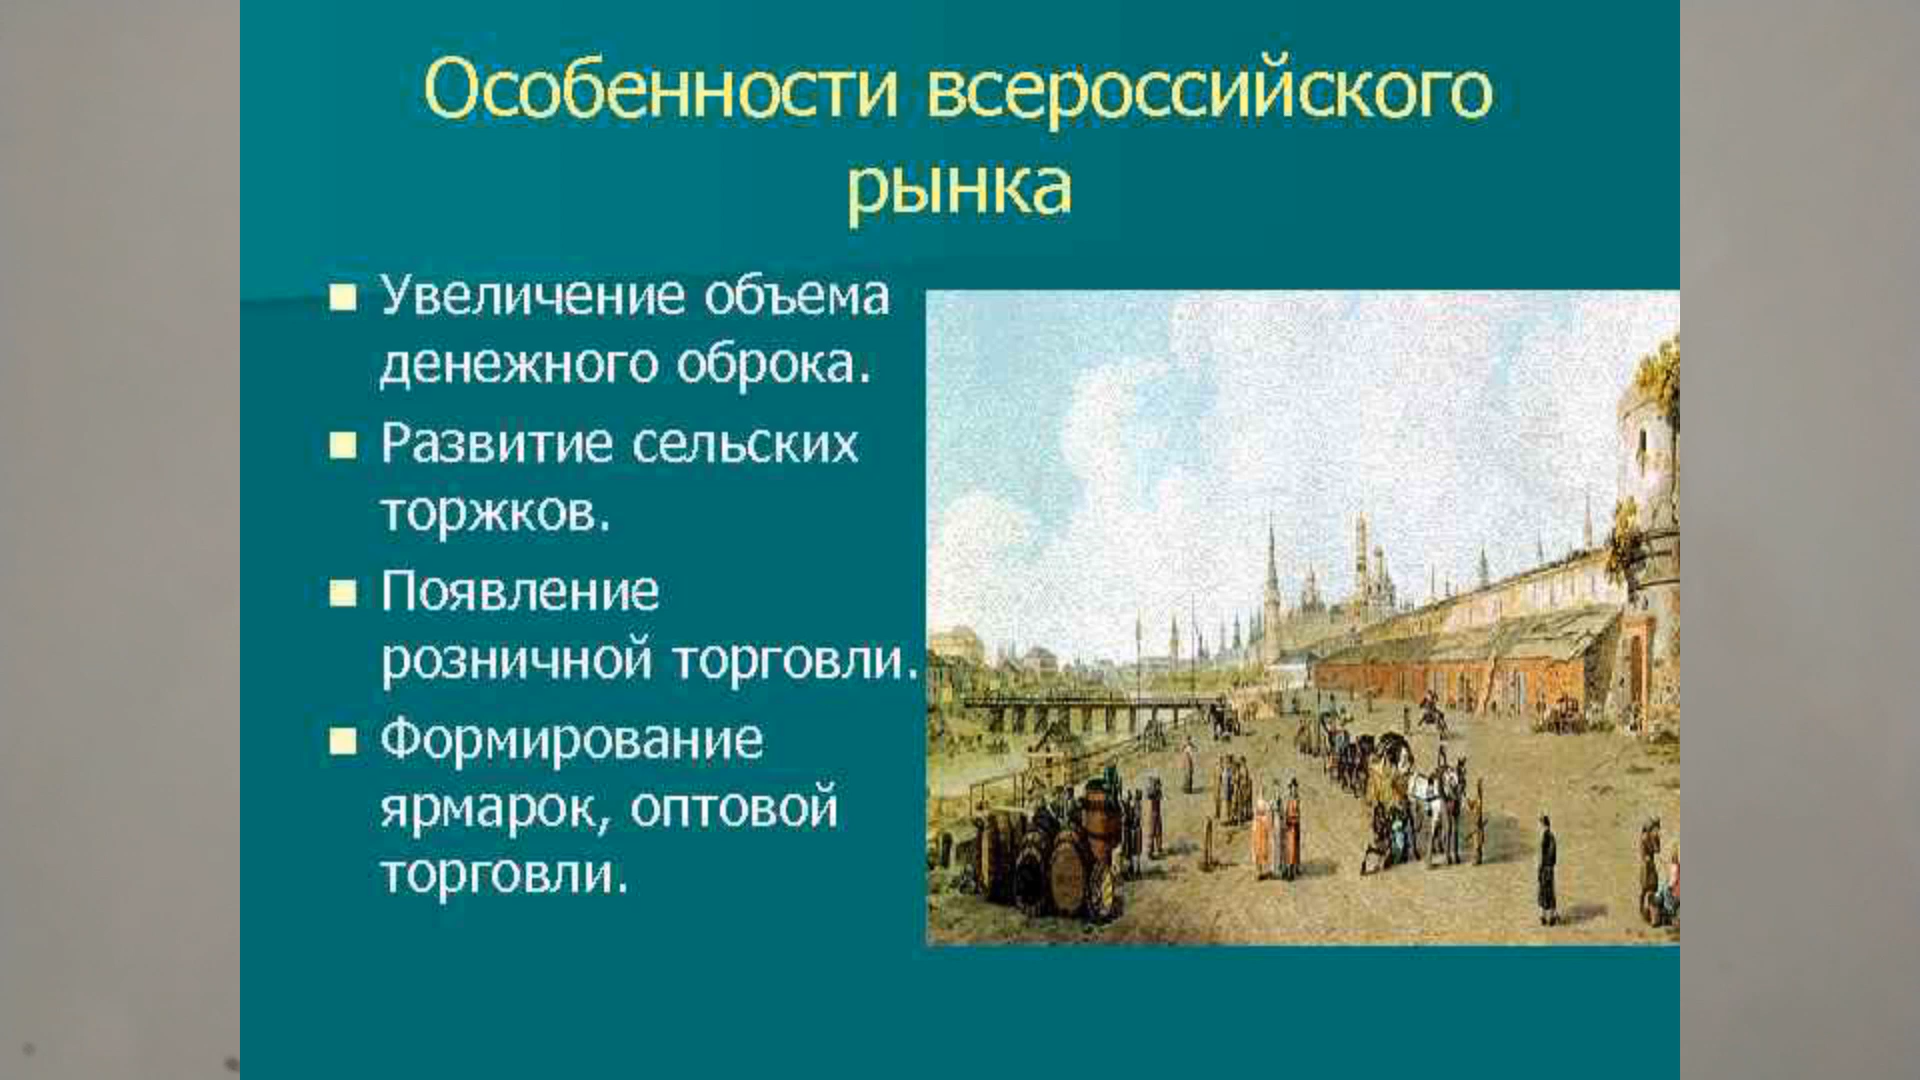 Особенности всероссийского
рынка
Увеличение объема
денежного оброка.
Развитие сельских
торжков.
Появление
розничной торговли.
Формирование
ярмарок, оптовой
торговли.